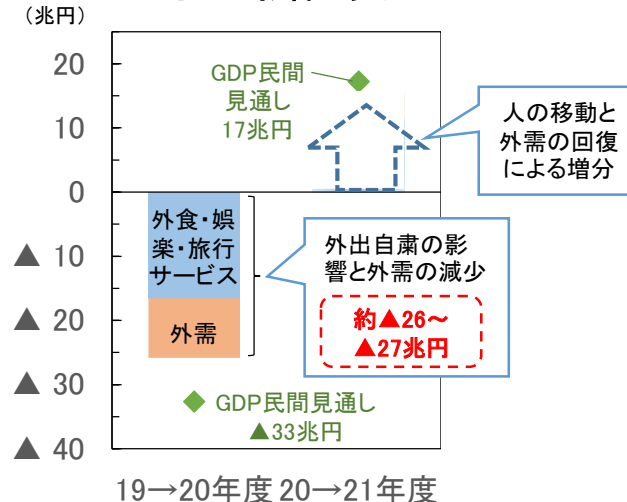 （兆円）
20
10
0
▲ 10
▲ 20
▲ 30
▲ 40
GDP民間
見通し
17兆円
人の移動と
外需の回復
による増分
外食・娯
楽・旅行
サービス
外需
外出自粛の影
響と外需の減少
約▲26～
▲27兆円
GDP民間見通し
▲33兆円
19→20年度 20→21年度